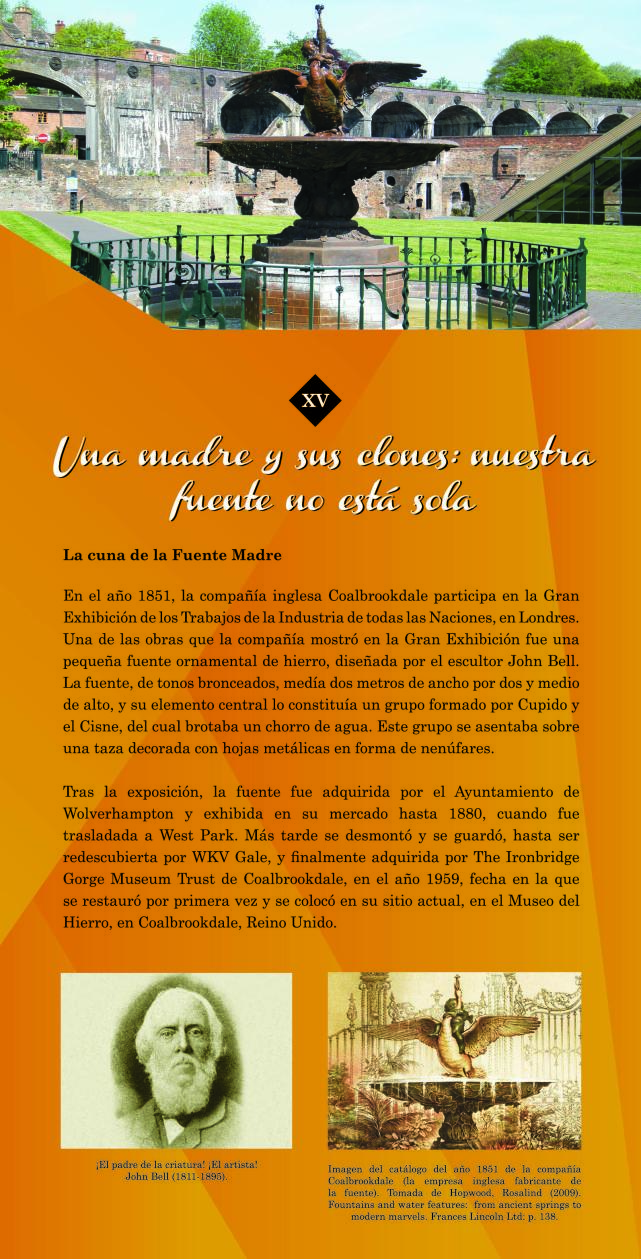 XV
Una madre y sus clones: nuestra
fuente no está sola
La cuna de la Fuente Madre
En el año 1851, la compañía inglesa Coalbrookdale participa en la Gran
Exhibición de los Trabajos de la Industria de todas las Naciones, en Londres.
Una de las obras que la compañía mostró en la Gran Exhibición fue una
pequeña fuente ornamental de hierro, diseñada por el escultor John Bell.
La fuente, de tonos bronceados, medía dos metros de ancho por dos y medio
de alto, y su elemento central lo constituía un grupo formado por Cupido y
el Cisne, del cual brotaba un chorro de agua. Este grupo se asentaba sobre
una taza decorada con hojas metálicas en forma de nenúfares.
Tras la exposición, la fuente fue adquirida por el Ayuntamiento de
Wolverhampton y exhibida en su mercado hasta 1880, cuando fue
trasladada a West Park. Más tarde se desmontó y se guardó, hasta ser
redescubierta por WKV Gale, y finalmente adquirida por The Ironbridge
Gorge Museum Trust de Coalbrookdale, en el año 1959, fecha en la que
se restauró por primera vez y se colocó en su sitio actual, en el Museo del
Hierro, en Coalbrookdale, Reino Unido.
¡El padre de la criatura! ¡El artista!
John Bell (1811-1895).
Imagen del catálogo del año 1851 de la compañía
Coalbrookdale (la empresa inglesa fabricante de
la fuente). Tomada de Hopwood, Rosalind (2009).
Fountains and water features: from ancient springs to
modern marvels. Frances Lincoln Ltd: p. 138.